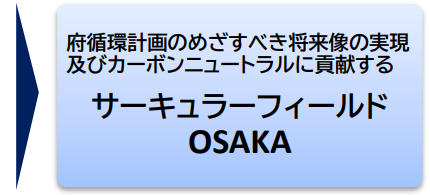 府循環計画のめざすべき将来像の実現
及びカーボンニュートラルに貢献する
サーキュラーフィールド
OSAKA